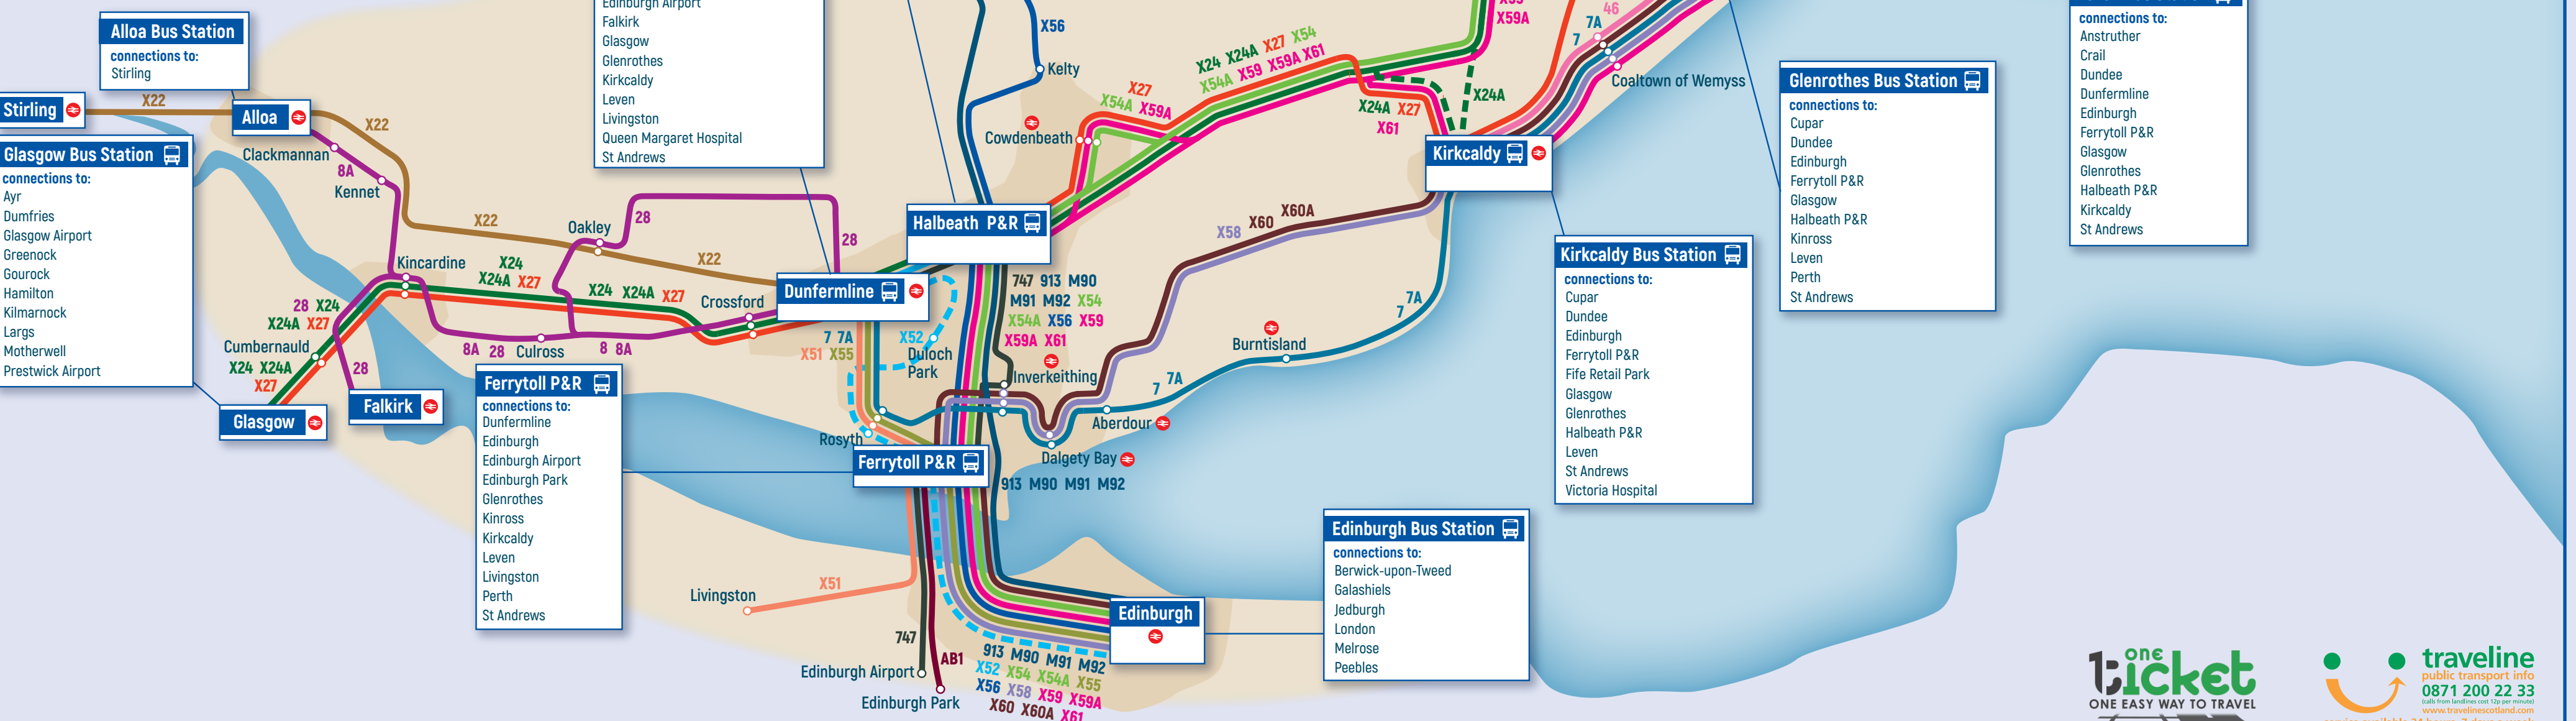 Alloa Bus Station
connections to:
Stirling
Stirling
X22
Alloa
X22
Clackmannan
8A
Kennet
Glasgow Bus Station
connections to:
Ayr
Dumfries
Glasgow Airport
Greenock
Gourock
Hamilton
Kilmarnock
Largs
Motherwell
Prestwick Airport
Edinburgh Airport
Falkirk
Glasgow
Glenrothes
Kirkcaldy
Leven
Livingston
Queen Margaret Hospital
St Andrews
X22
Oakley
28
28
X22
Kincardine
X24
X24A X27
X24 X24A X27
Crossford
28 X24
X24A X27
Cumbernauld
X24 X24A
X27
28
8A 28 Culross 8 8A
Glasgow
Falkirk
Dunfermline
7 7A
X51 X55
X52
Duloch
Park
Halbeath P&R
X56
Kelty
Cowdenbeath
X27
X54A X59A
X24 X24A X27 X54
X54A X59 X59A X61
X59A
X24A X27
X61
X24A
Kirkcaldy
46
7A
7
Coaltown of Wemyss
X58 X60 X60A
747 913 M90
M91 M92 X54
X54A X56 X59
X59A X61
Inverkeithing
Burntisland
7A
7
7 7A
Aberdour
Dalgety Bay
913 M90 M91 M92
Rosyth
Ferrytoll P&R
Ferrytoll P&R
connections to:
Dunfermline
Edinburgh
Edinburgh Airport
Edinburgh Park
Glenrothes
Kinross
Kirkcaldy
Leven
Livingston
Perth
St Andrews
Livingston
X51
747
AB1
Edinburgh Airport
Edinburgh Park
Edinburgh
913 M90 M91 M92
X52 X54 X54A X55
X56 X58 X59 X59A
X60 X60A X61
Edinburgh Bus Station
connections to:
Berwick-upon-Tweed
Galashiels
Jedburgh
London
Melrose
Peebles
Kirkcaldy Bus Station
connections to:
Cupar
Dundee
Edinburgh
Ferrytoll P&R
Fife Retail Park
Glasgow
Glenrothes
Halbeath P&R
Leven
St Andrews
Victoria Hospital
Glenrothes Bus Station
connections to:
Cupar
Dundee
Edinburgh
Ferrytoll P&R
Glasgow
Halbeath P&R
Kinross
Leven
Perth
St Andrews
connections to:
Anstruther
Crail
Dundee
Dunfermline
Edinburgh
Ferrytoll P&R
Glasgow
Glenrothes
Halbeath P&R
Kirkcaldy
St Andrews
one
ticket
ONE EASY WAY TO TRAVEL
traveline
public transport info
0871 200 22 33
(calls from landlines cost 12p per minute)
www.travelinescotland.com